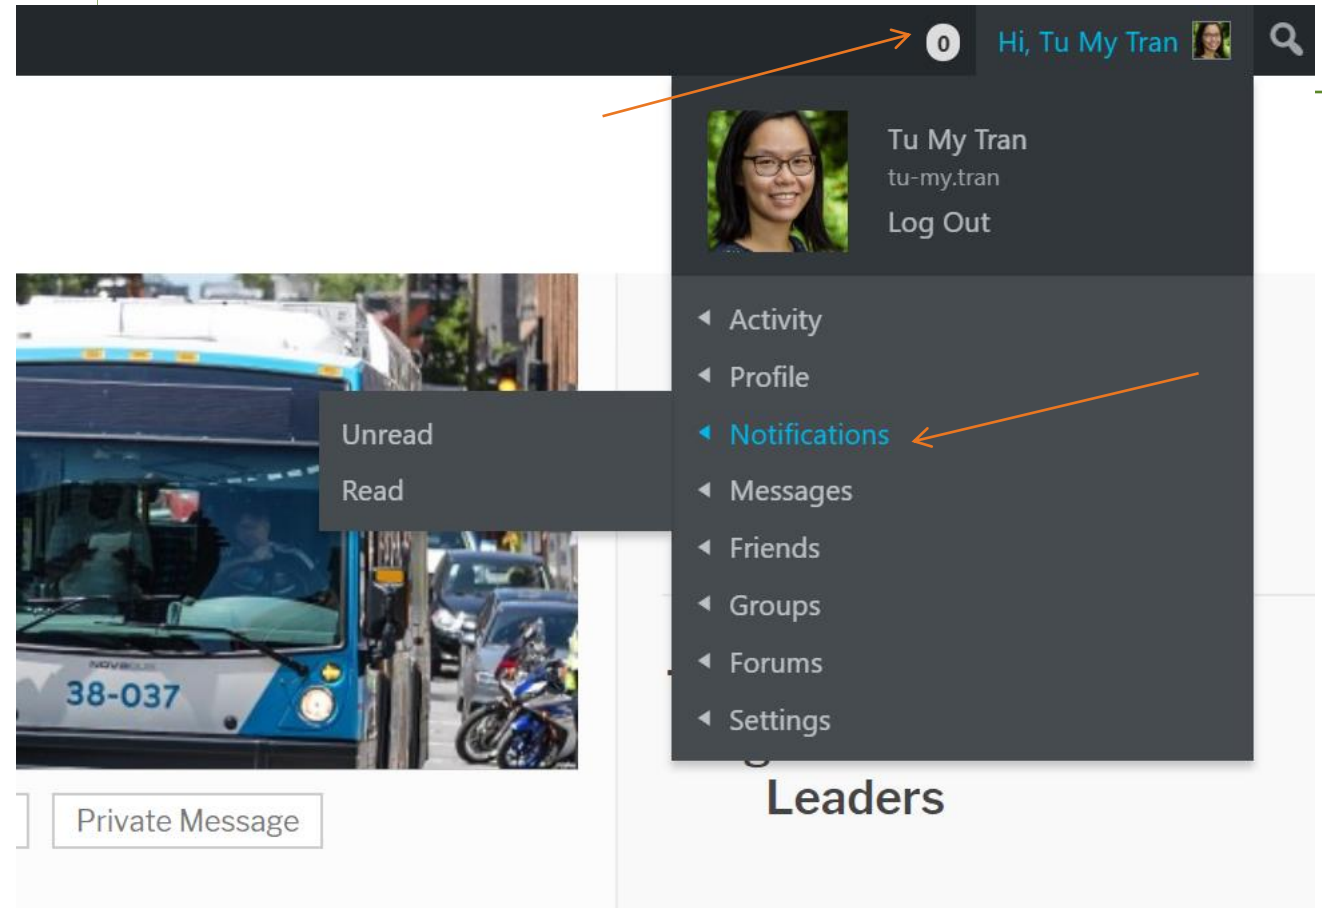 0
Hi, Tu My Tran
Tu My Tran
tu-my.tran
Log Out
Activity
Profile
Notifications
Unread
Read
Messages
Friends
Groups
Forums
Settings
NOVABUS
38-037
Leaders
Private Message